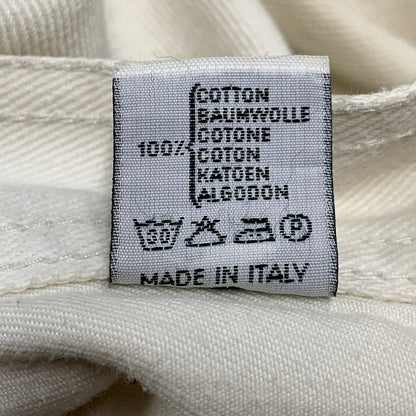 100%
COTTON
BAUMWOLLE
COTONE
COTON
KATOEN
ALGODON
30 P
MADE IN ITALY